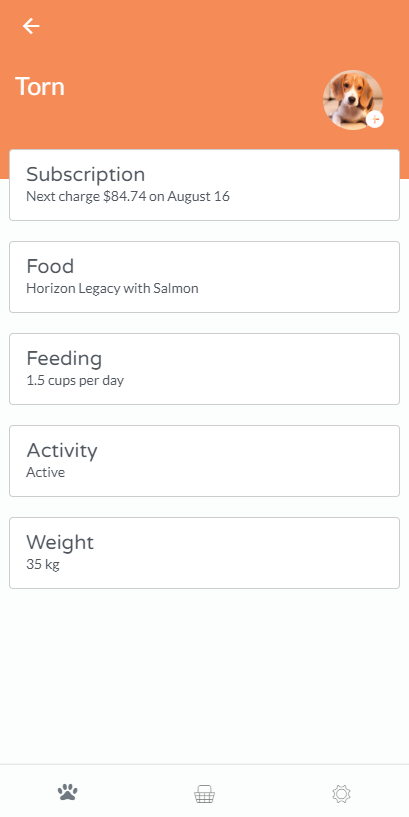 Torn
Subscription
Next charge $84.74 on August 16
Food
Horizon Legacy with Salmon
Feeding
1.5 cups per day
Activity
Active
Weight
35 kg